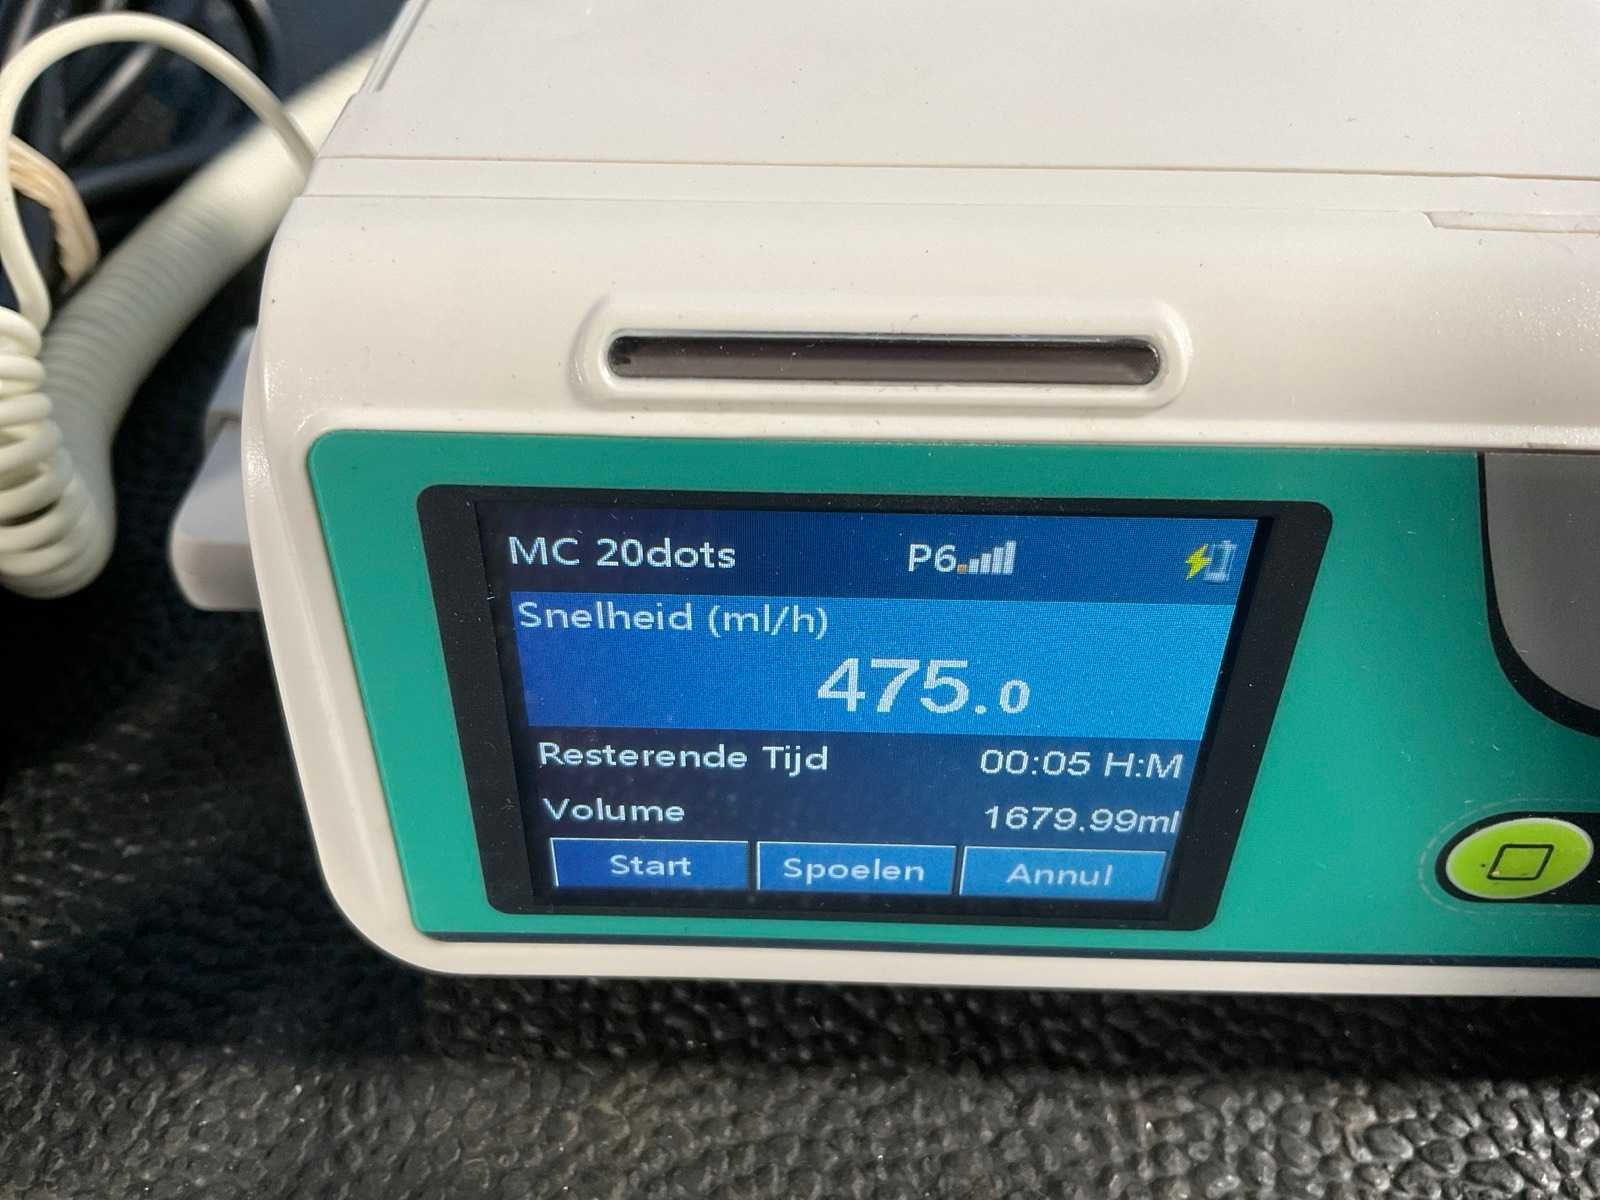 MC 20dots P6
Snelheid (ml/h)
475.0
Resterende Tijd 00:05 H:M
Volume 1679.99ml
Start Spoelen Annul